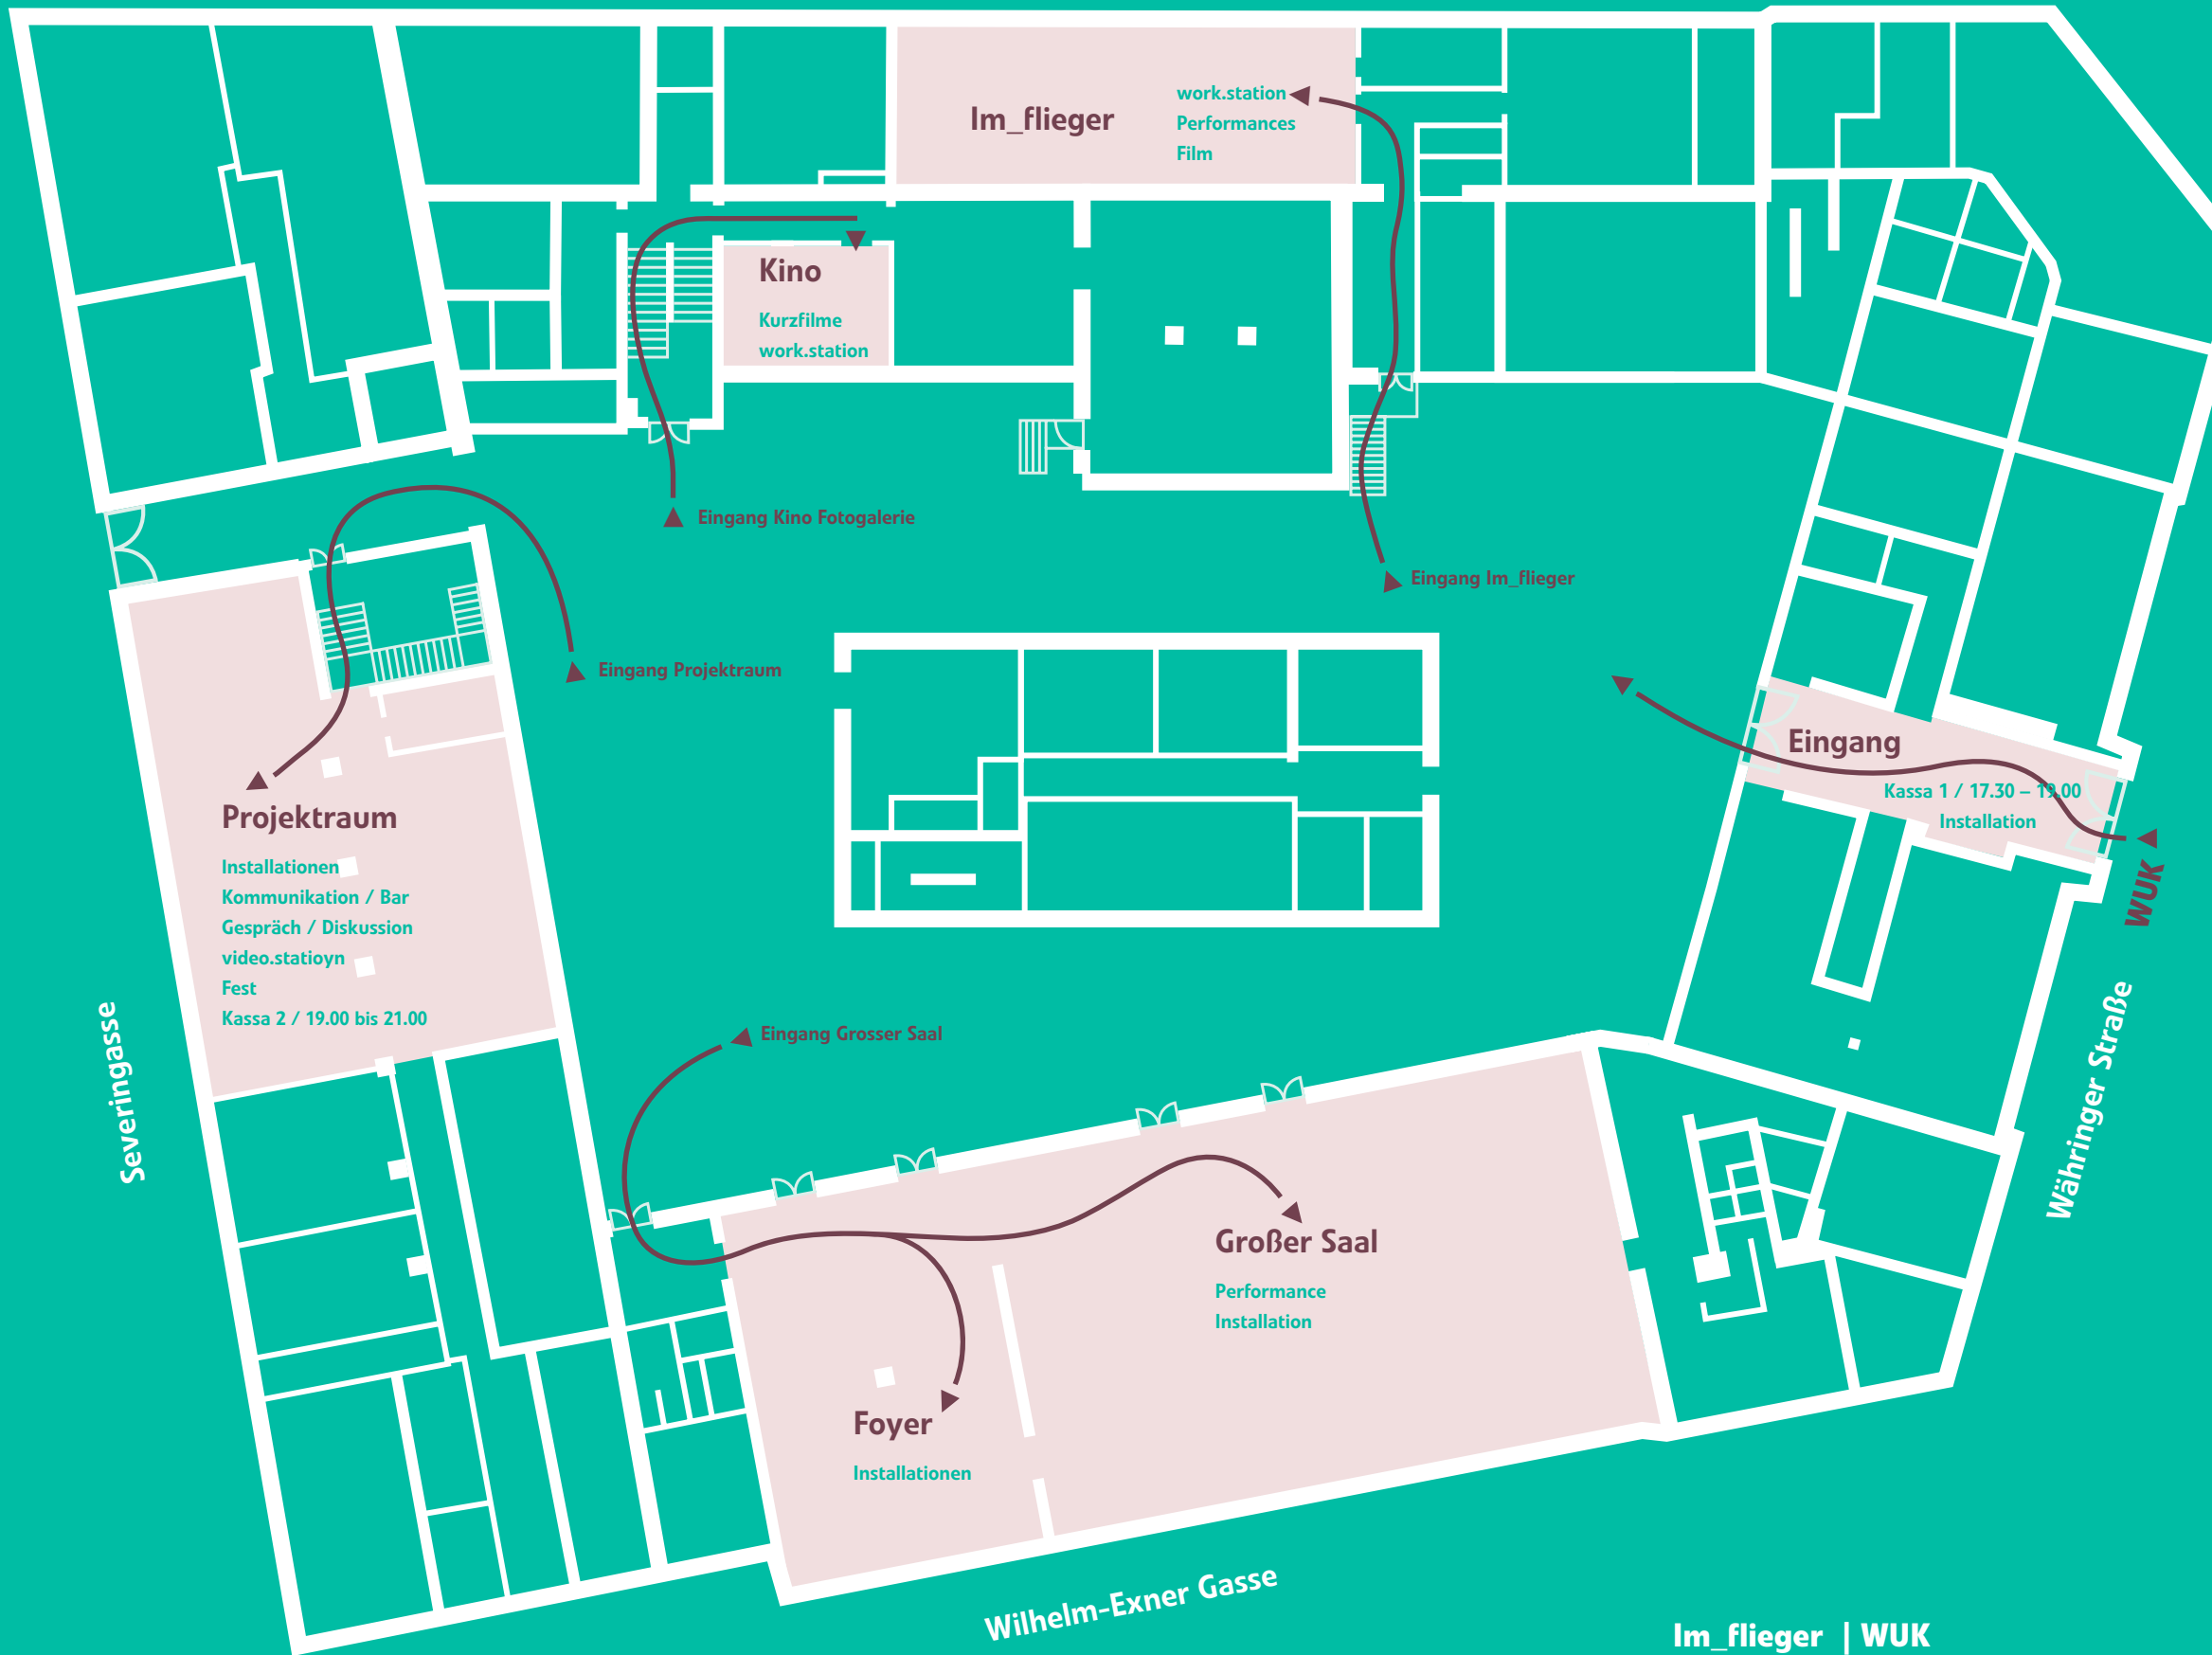 Im_flieger
work.station
Performances
Film
Kino
Kurzfilme
work.station
Eingang Kino Fotogalerie
Eingang Im_flieger
Eingang Projektraum
Eingang
Kassa 1 / 17.30 – 19.00
Installation
WUK
Projektraum
Installationen
Kommunikation / Bar
Gespräch / Diskussion
video.statioyn
Fest
Kassa 2 / 19.00 bis 21.00
Severingasse
Währinger Straße
Eingang Grosser Saal
Großer Saal
Performance
Installation
Foyer
Installationen
Wilhelm-Exner Gasse
Im_flieger | WUK